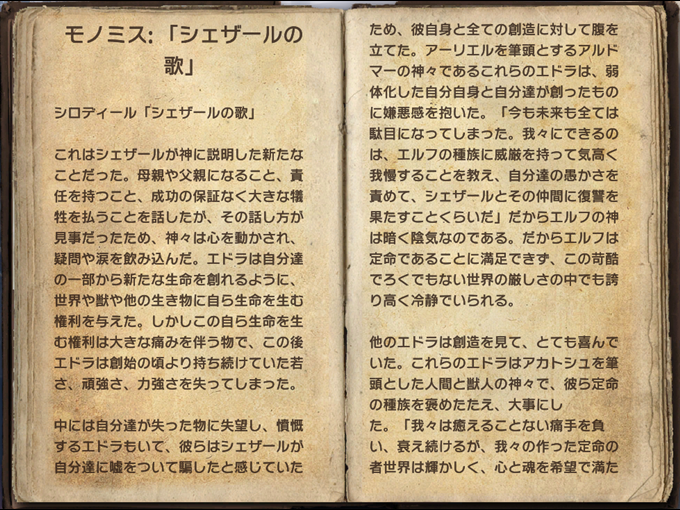 モノミス:「シェザールの
歌」
シロディール「シェザールの歌」
これはシェザールが神に説明した新たな
ことだった。母親や父親になること、責
任を持つこと、成功の保証なく大きな犠
牲を払うことを話したが、その話し方が
見事だったため、神々は心を動かされ、
疑問や涙を飲み込んだ。エドラは自分達
の一部から新たな生命を創れるように、
世界や獣や他の生き物に自ら生命を生む
権利を与えた。しかしこの自ら生命を生
む権利は大きな痛みを伴う物で、この後
エドラは創始の頃より持ち続けていた若
さ、頑強さ、力強さを失ってしまった。
中には自分達が失った物に失望し、憤慨
するエドラもいて、彼らはシェザールが
自分達に嘘をついて騙したと感じていた
ため、彼自身と全ての創造に対して腹を
立てた。アーリエルを筆頭とするアルド
マーの神々であるこれらのエドラは、弱
体化した自分自身と自分達が創ったもの
に嫌悪感を抱いた。「今も未来も全ては
駄目になってしまった。我々にできるの
は、エルフの種族に威厳を持って気高く
我慢することを教え、自分達の愚かさを
責めて、シェザールとその仲間に復讐を
果たすことくらいだ」だからエルフの神
は暗く陰気なのである。だからエルフは
定命であることに満足できず、この苛酷
でろくでもない世界の厳しさの中でも誇
り高く冷静でいられる。
他のエドラは創造を見て、とても喜んで
いた。これらのエドラはアカトシュを筆
頭とした人間と獣人の神々で、彼ら定命
の種族を褒めたたえ、大事にし
た。「我々は癒えることない痛手を負
い、衰え続けるが、我々の作った定命の
者世界は輝かしく、心と魂を希望で満た